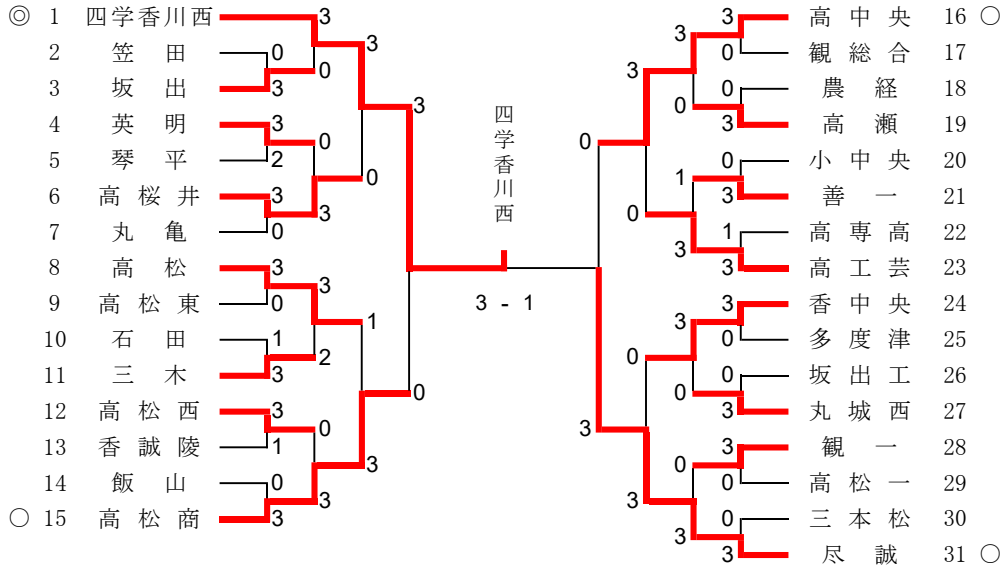 ◎ 1 四学香川西 3
2 笠田 0
3 坂出 3
0
3
4 英明 3
5 琴平 2
0
6 高桜井 3
7 丸亀 0
3
0
3
8 高松 3
9 高松東 0
3
10 石田 1
11 三木 3
2
1
12 高松西 3
13 香誠陵 1
0
14 飯山 0
○ 15 高松商 3
3
3
0
四学香川西
3 - 1
3 高中央 16 ○
0 観総合 17
3
0 農経 18
3 高瀬 19
0
3
0 小中央 20
3 善一 21
1
1 高専高 22
3 高工芸 23
3
0
0
3 香中央 24
0 多度津 25
3
0 坂出工 26
3 丸城西 27
0
0
3 観一 28
0 高松一 29
0
0 三本松 30
3 尽誠 31 ○
3
3
3